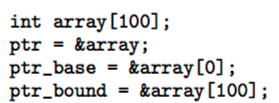 int array[100];
ptr = &array;
ptr_base = &array[0];
ptr_bound = &array[100];